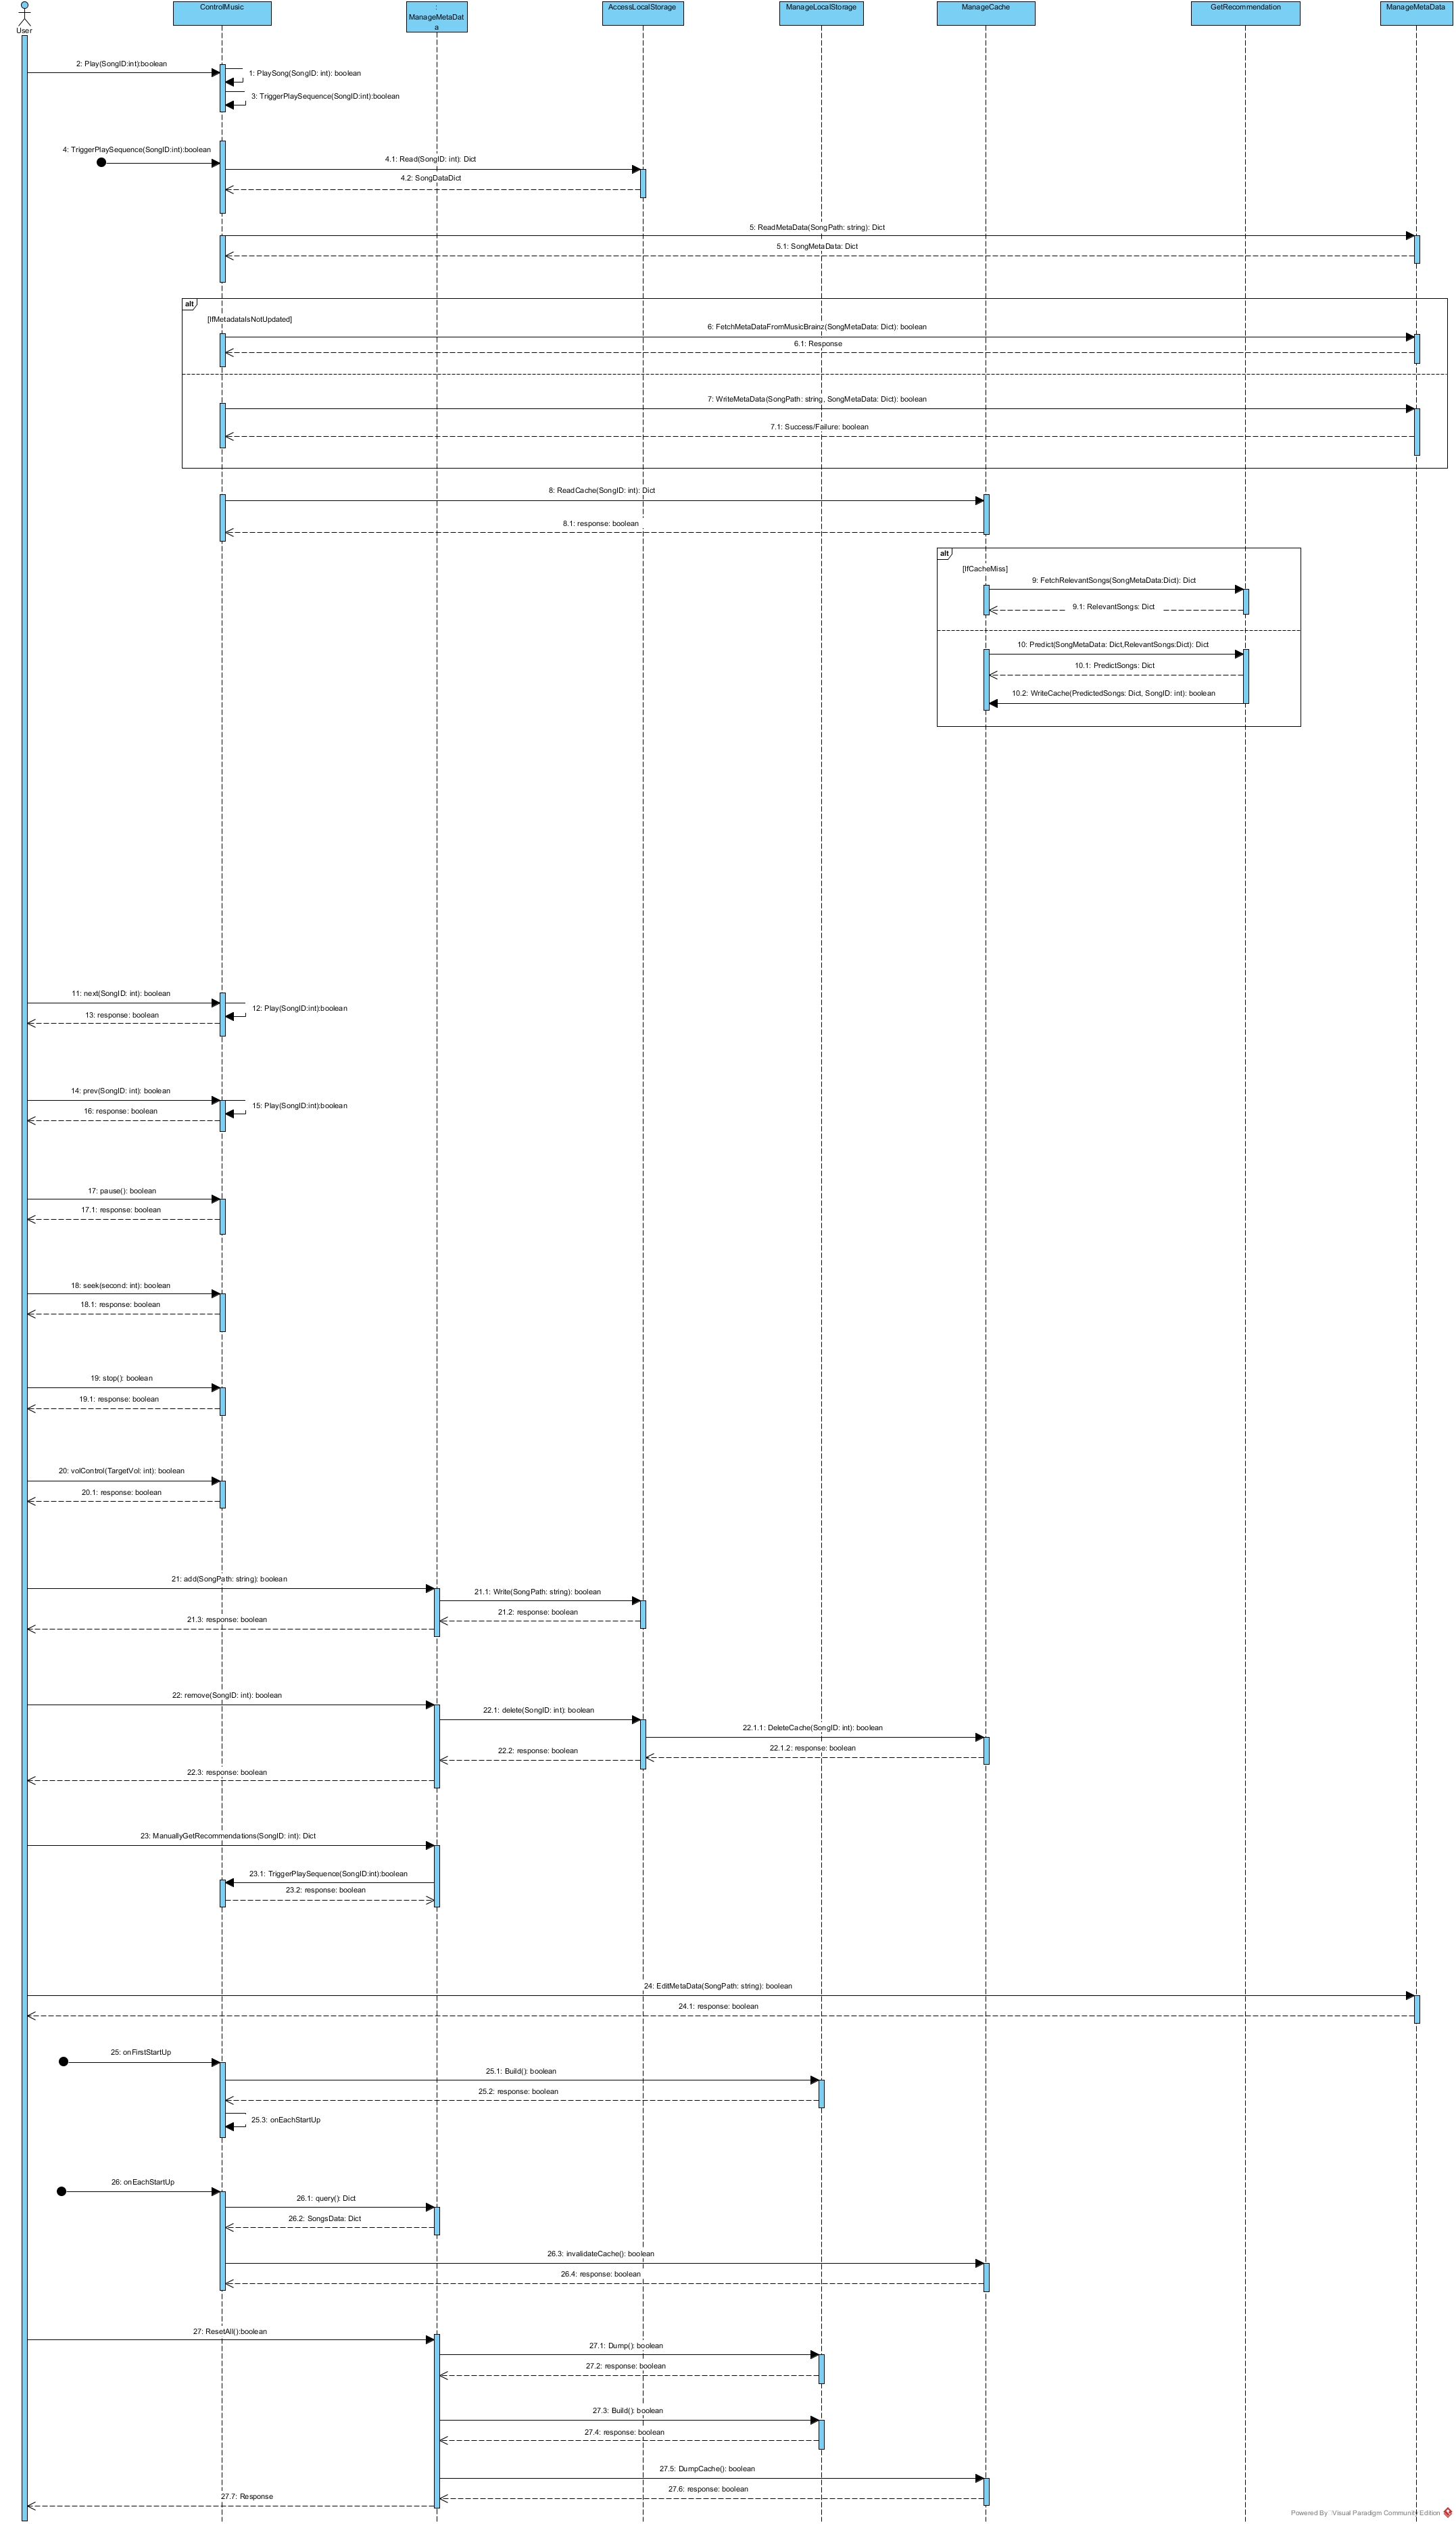 User
ControlMusic
:
ManageMetaDat
a
AccessLocalStorage
ManageLocalStorage
ManageCache
GetRecommendation
ManageMetaData
2: Play(SongID:int):boolean
1: PlaySong(SongID: int): boolean
3: TriggerPlaySequence(SongID:int):boolean
4: TriggerPlaySequence(SongID:int):boolean
4.1: Read(SongID: int): Dict
4.2: SongDataDict
5: ReadMetaData(SongPath: string): Dict
5.1: SongMetaData: Dict
alt
[IfMetadataIsNotUpdated]
6: FetchMetaDataFromMusicBrainz(SongMetaData: Dict): boolean
6.1: Response
7: WriteMetaData(SongPath: string, SongMetaData: Dict): boolean
7.1: Success/Failure: boolean
8: ReadCache(SongID: int): Dict
8.1: response: boolean
alt
[IfCacheMiss]
9: FetchRelevantSongs(SongMetaData:Dict): Dict
9.1: RelevantSongs: Dict
10: Predict(SongMetaData: Dict,RelevantSongs:Dict): Dict
10.1: PredictSongs: Dict
10.2: WriteCache(PredictedSongs: Dict, SongID: int): boolean
11: next(SongID: int): boolean
12: Play(SongID:int):boolean
13: response: boolean
14: prev(SongID: int): boolean
15: Play(SongID:int):boolean
16: response: boolean
17: pause(): boolean
17.1: response: boolean
18: seek(second: int): boolean
18.1: response: boolean
19: stop(): boolean
19.1: response: boolean
20: volControl(TargetVol: int): boolean
20.1: response: boolean
21: add(SongPath: string): boolean
21.1: Write(SongPath: string): boolean
21.2: response: boolean
21.3: response: boolean
22: remove(SongID: int): boolean
22.1: delete(SongID: int): boolean
22.1.1: DeleteCache(SongID: int): boolean
22.1.2: response: boolean
22.2: response: boolean
22.3: response: boolean
23: ManuallyGetRecommendations(SongID: int): Dict
23.1: TriggerPlaySequence(SongID:int):boolean
23.2: response: boolean
24: EditMetaData(SongPath: string): boolean
24.1: response: boolean
25: onFirstStartUp
25.1: Build(): boolean
25.2: response: boolean
25.3: onEachStartUp
26: onEachStartUp
26.1: query(): Dict
26.2: SongsData: Dict
26.3: invalidateCache(): boolean
26.4: response: boolean
27: ResetAll():boolean
27.1: Dump(): boolean
27.2: response: boolean
27.3: Build(): boolean
27.4: response: boolean
27.5: DumpCache(): boolean
27.6: response: boolean
27.7: Response
Powered By Visual Paradigm Community Edition